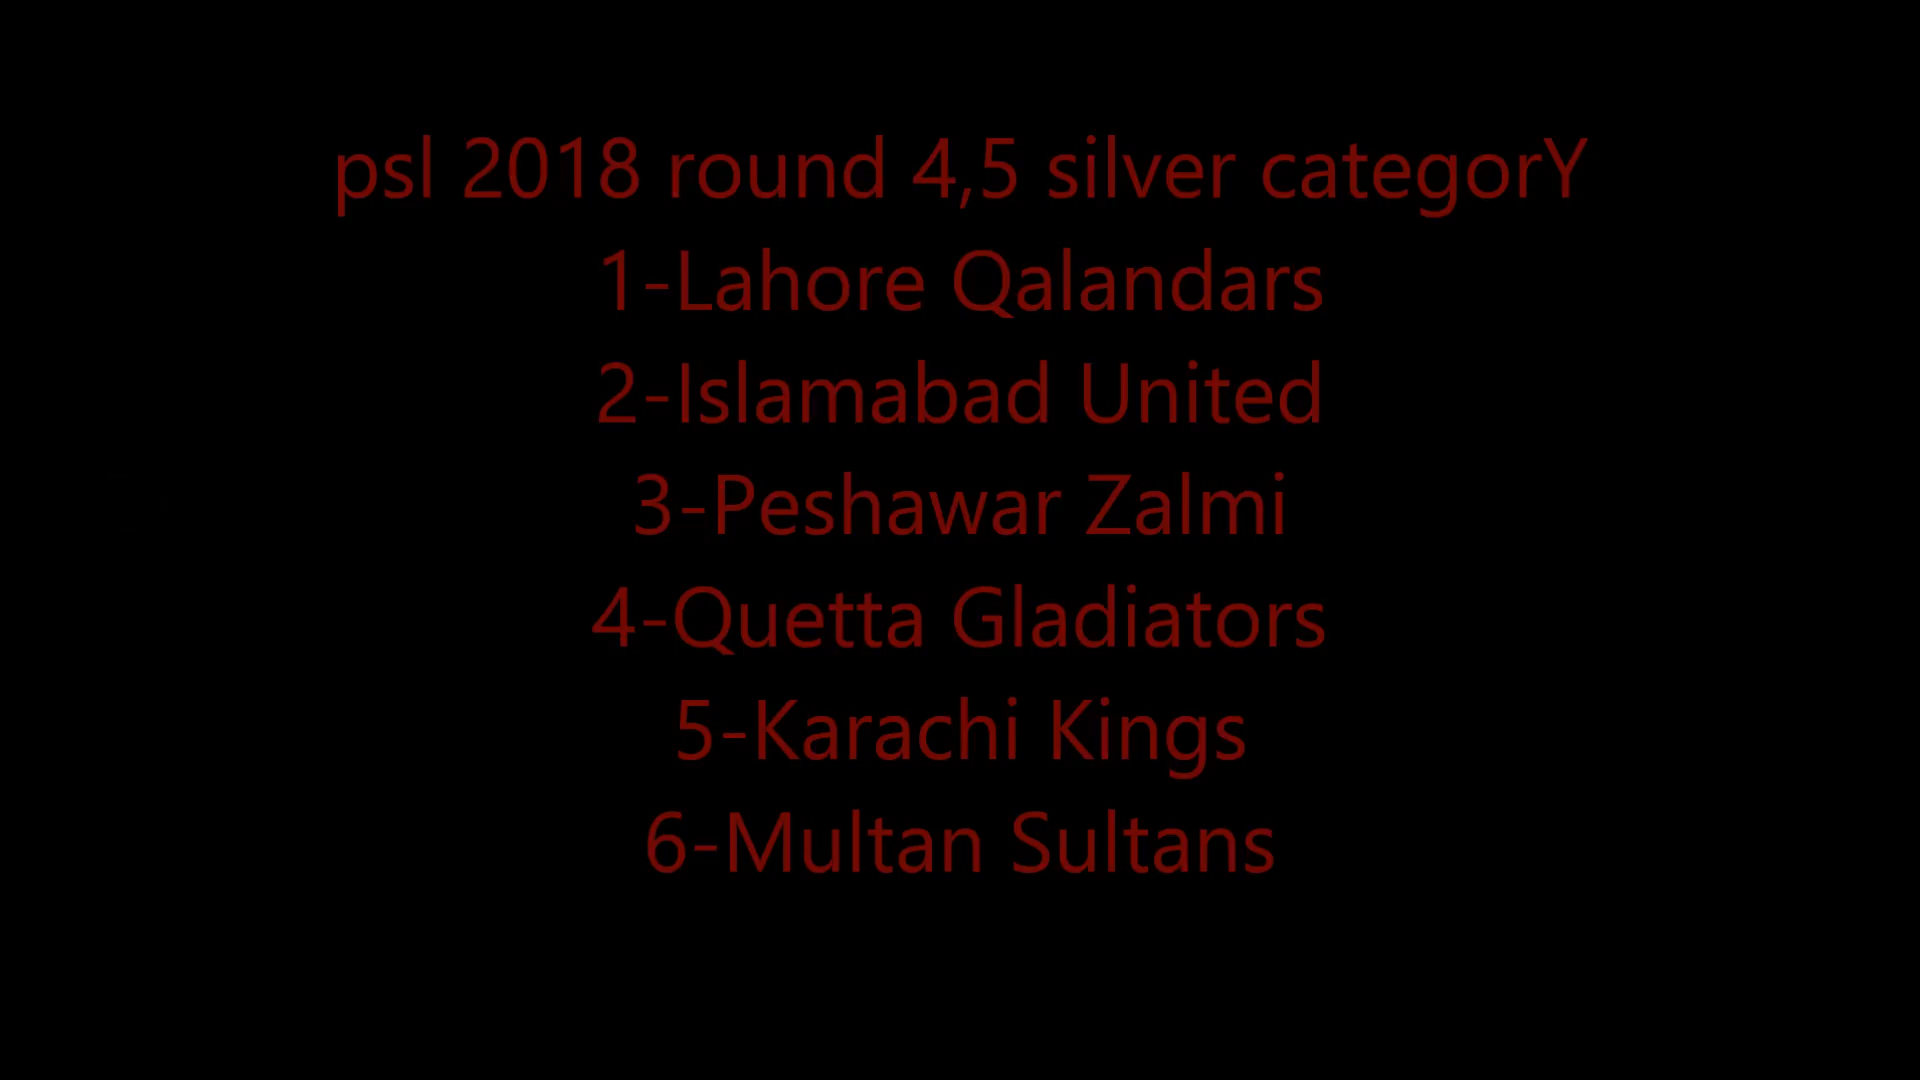 psl 2018 round 4,5 silver categorY
1-Lahore Qalandars
2-Islamabad United
3-Peshawar Zalmi
4-Quetta Gladiators
5-Karachi Kings
6-Multan Sultans